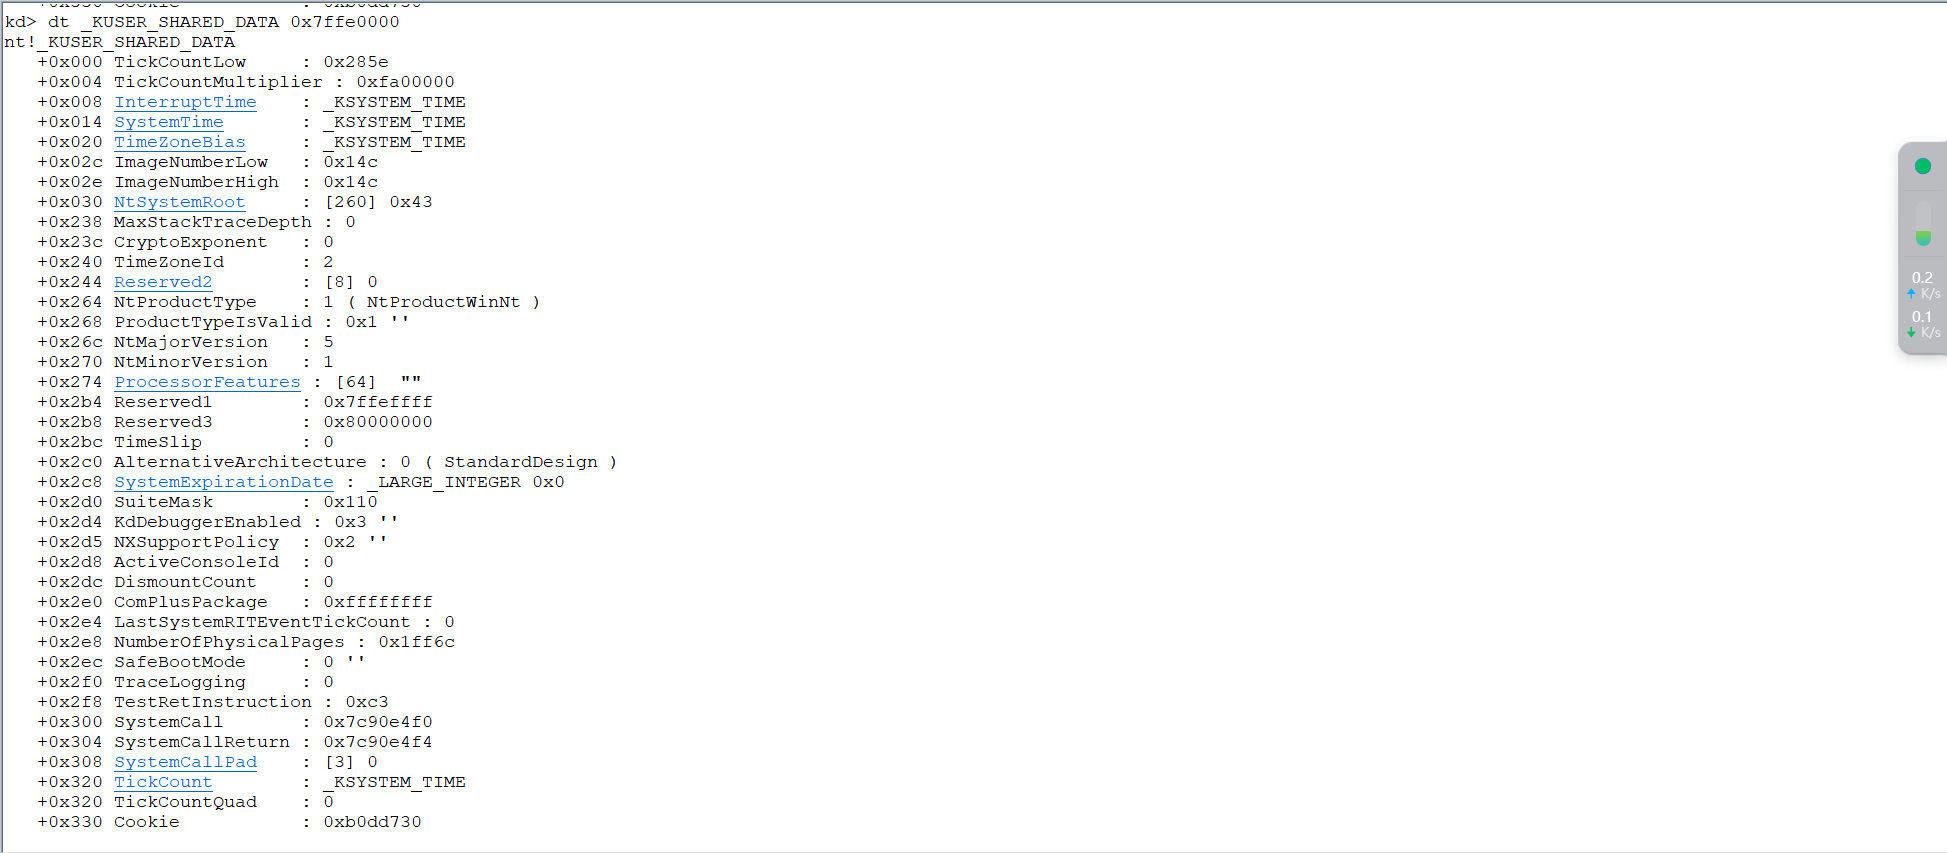 kd> dt _KUSER_SHARED_DATA 0x7ffe0000
nt!_KUSER_SHARED_DATA
   +0x000 TickCountLow     : 0x285e
   +0x004 TickCountMultiplier : 0xfa00000
   +0x008 InterruptTime    : _KSYSTEM_TIME
   +0x014 SystemTime       : _KSYSTEM_TIME
   +0x020 TimeZoneBias     : _KSYSTEM_TIME
   +0x02c ImageNumberLow   : 0x14c
   +0x02e ImageNumberHigh  : 0x14c
   +0x030 NtSystemRoot     : [260] 0x43
   +0x238 MaxStackTraceDepth : 0
   +0x23c CryptoExponent   : 0
   +0x240 TimeZoneId       : 2
   +0x244 Reserved2        : [8] 0
   +0x264 NtProductType    : 1 ( NtProductWinNt )
   +0x268 ProductTypeIsValid : 0x1 ''
   +0x26c NtMajorVersion   : 5
   +0x270 NtMinorVersion   : 1
   +0x274 ProcessorFeatures : [64]  ""
   +0x2b4 Reserved1        : 0x7ffeffff
   +0x2b8 Reserved3        : 0x80000000
   +0x2bc TimeSlip         : 0
   +0x2c0 AlternativeArchitecture : 0 ( StandardDesign )
   +0x2c8 SystemExpirationDate : _LARGE_INTEGER 0x0
   +0x2d0 SuiteMask        : 0x110
   +0x2d4 KdDebuggerEnabled : 0x3 ''
   +0x2d5 NXSupportPolicy  : 0x2 ''
   +0x2d8 ActiveConsoleId  : 0
   +0x2dc DismountCount    : 0
   +0x2e0 ComPlusPackage   : 0xffffffff
   +0x2e4 LastSystemRITEventTickCount : 0
   +0x2e8 NumberOfPhysicalPages : 0x1ff6c
   +0x2ec SafeBootMode     : 0 ''
   +0x2f0 TraceLogging     : 0
   +0x2f8 TestRetInstruction : 0xc3
   +0x300 SystemCall       : 0x7c90e4f0
   +0x304 SystemCallReturn : 0x7c90e4f4
   +0x308 SystemCallPad    : [3] 0
   +0x320 TickCount        : _KSYSTEM_TIME
   +0x320 TickCountQuad    : 0
   +0x330 Cookie           : 0xb0dd730
0.2
K/s
0.1
K/s